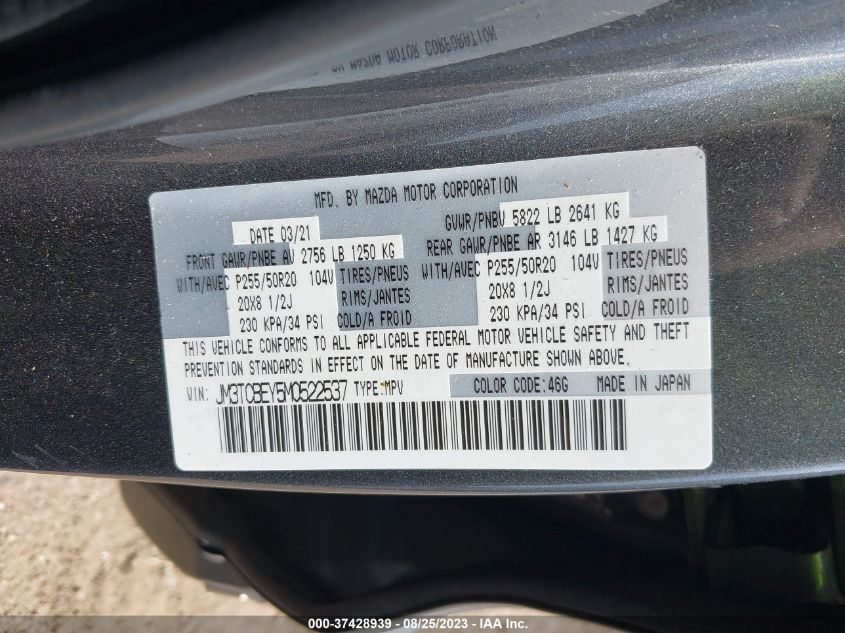 BY MAZDA MOTOR CORPORATION
MFD. BY MAZDA MOTOR CORPORATION
DATE 03/21 GVWR/PNBV 5822 LB 2641 KG
FRONT GAWR/PNBE AV 2756 LB 1250 KG REAR GAWR/PNBE AR 3146 LB 1427 KG
WITH/AVEC P255/50R20 104V TIRES/PNEUS WITH/AVEC P255/50R20 104V TIRES/PNEUS
20X8 1/2J RIMS/JANTES 20X8 1/2J RIMS/JANTES
230 KPA/34 PSI COLD/A FROID 230 KPA/34 PSI COLD/A FROID
THIS VEHICLE CONFORMS TO ALL APPLICABLE FEDERAL MOTOR VEHICLE SAFETY AND THEFT
PREVENTION STANDARDS IN EFFECT ON THE DATE OF MANUFACTURE SHOWN ABOVE.
VIN: JM3TCBEY5M0522537 TYPE:MPV COLOR CODE:46G MADE IN JAPAN
000-37428939 — 08/25/2023 — IAA Inc.